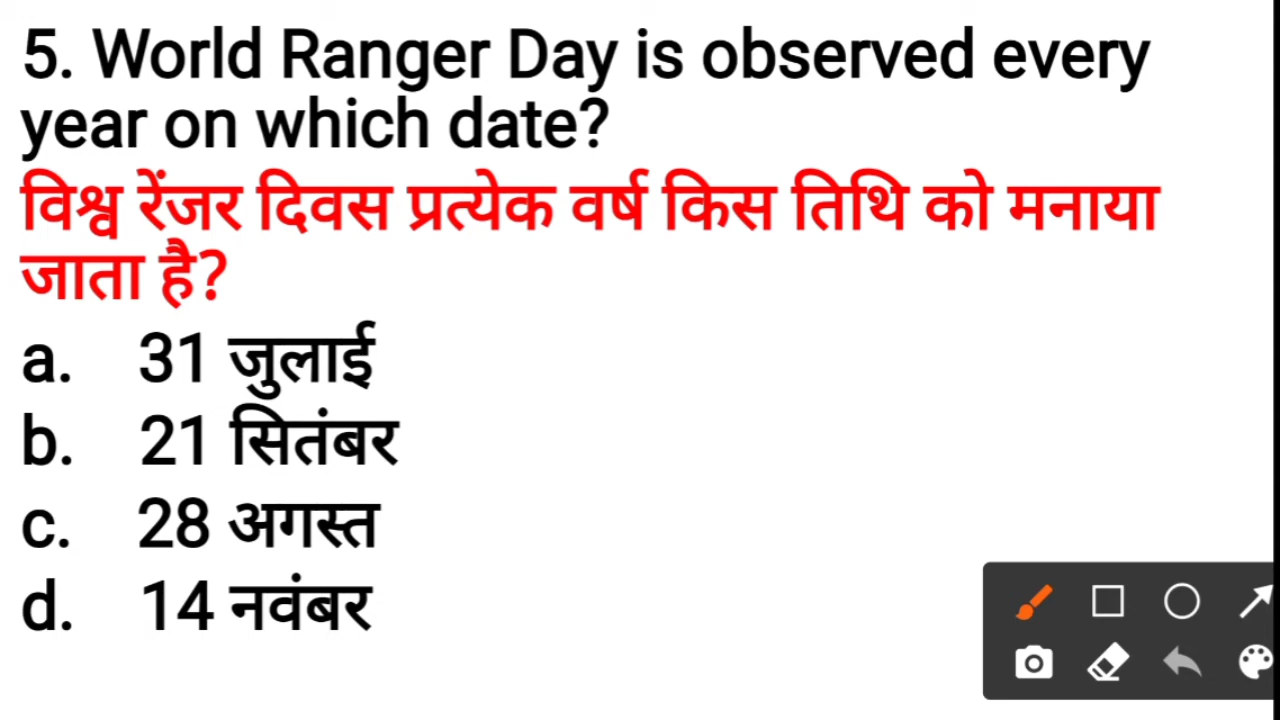 5. World Ranger Day is observed every
year on which date?
विश्व रेंजर दिवस प्रत्येक वर्ष किस तिथि को मनाया
जाता है?
a. 31 जुलाई
b. 21 सितंबर
c. 28 अगस्त
d. 14 नवंबर